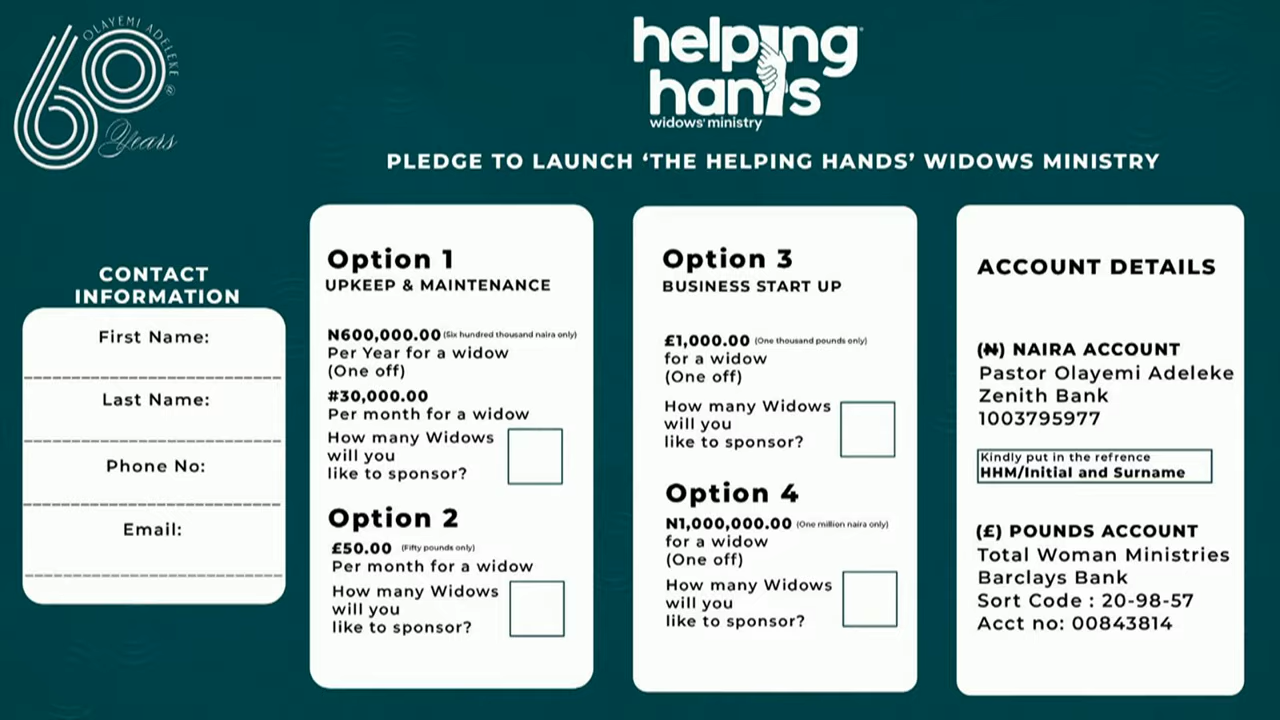 OLAYEMI ADELEKE @
60
Years
helping
hands
widows' ministry
PLEDGE TO LAUNCH ‘THE HELPING HANDS’ WIDOWS MINISTRY
CONTACT
INFORMATION
First Name:
Last Name:
Phone No:
Email:
Option 1
UPKEEP & MAINTENANCE
N600,000.00 (Six hundred thousand naira only)
Per Year for a widow
(One off)
#30,000.00
Per month for a widow
How many Widows
will you
like to sponsor?
Option 2
£50.00 (Fifty pounds only)
Per month for a widow
How many Widows
will you
like to sponsor?
Option 3
BUSINESS START UP
£1,000.00 (One thousand pounds only)
for a widow
(One off)
How many Widows
will you
like to sponsor?
Option 4
N1,000,000.00 (One million naira only)
for a widow
(One off)
How many Widows
will you
like to sponsor?
ACCOUNT DETAILS
(₦) NAIRA ACCOUNT
Pastor Olayemi Adeleke
Zenith Bank
1003795977
Kindly put in the refrence
HHM/Initial and Surname
(£) POUNDS ACCOUNT
Total Woman Ministries
Barclays Bank
Sort Code : 20-98-57
Acct no: 00843814